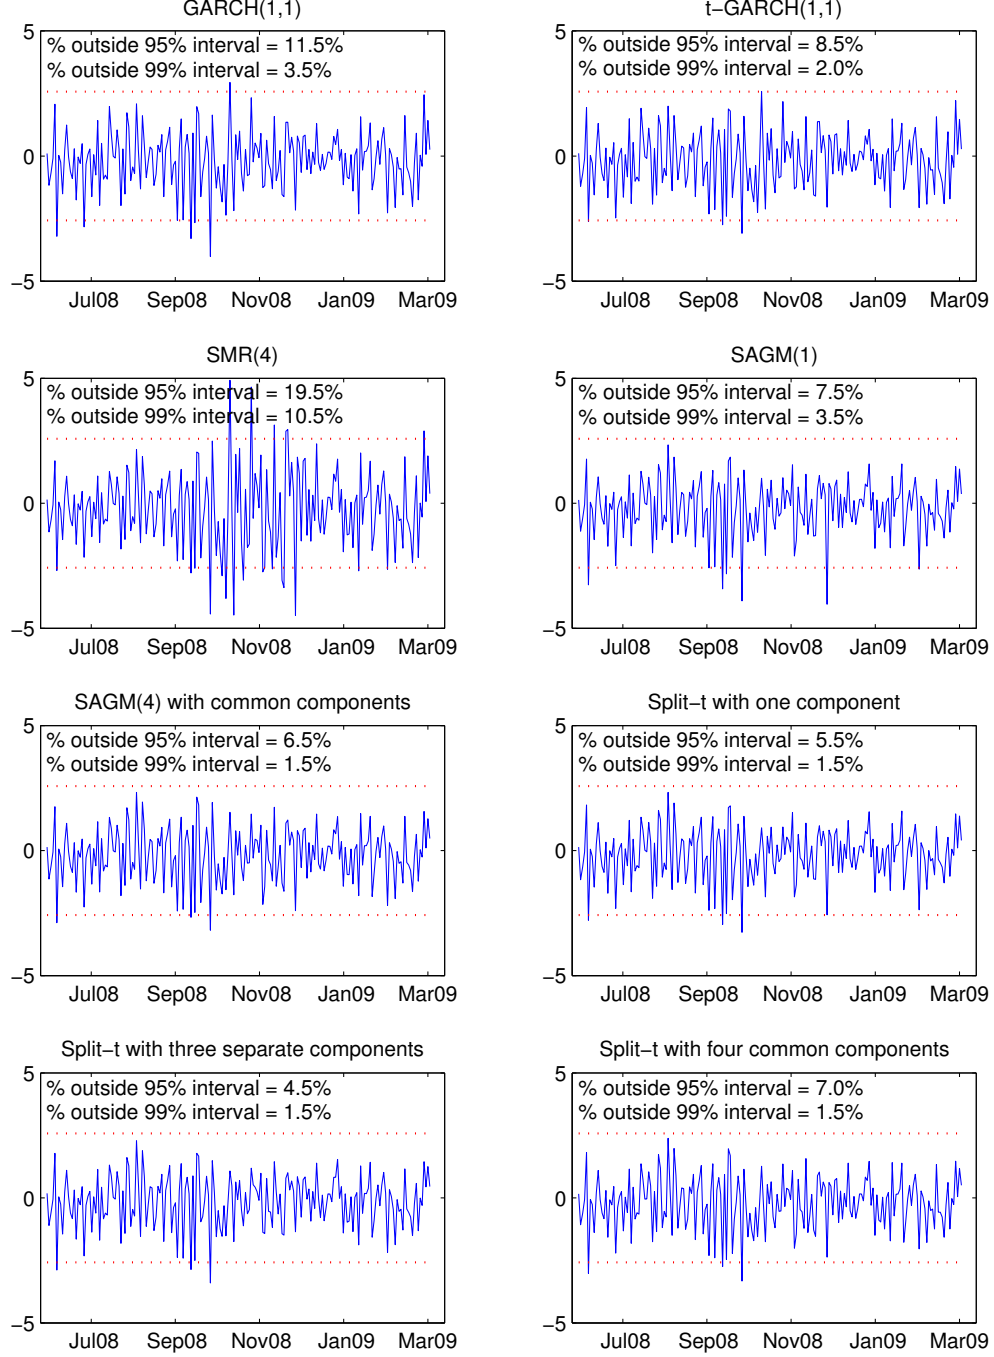 GARCH(1,1)
% outside 95% interval = 11.5%
% outside 99% interval = 3.5%
5
0
−5
Jul08 Sep08 Nov08 Jan09 Mar09
t−GARCH(1,1)
% outside 95% interval = 8.5%
% outside 99% interval = 2.0%
5
0
−5
Jul08 Sep08 Nov08 Jan09 Mar09
SMR(4)
% outside 95% interval = 19.5%
% outside 99% interval = 10.5%
5
0
−5
Jul08 Sep08 Nov08 Jan09 Mar09
SAGM(1)
% outside 95% interval = 7.5%
% outside 99% interval = 3.5%
5
0
−5
Jul08 Sep08 Nov08 Jan09 Mar09
SAGM(4) with common components
% outside 95% interval = 6.5%
% outside 99% interval = 1.5%
5
0
−5
Jul08 Sep08 Nov08 Jan09 Mar09
Split−t with one component
% outside 95% interval = 5.5%
% outside 99% interval = 1.5%
5
0
−5
Jul08 Sep08 Nov08 Jan09 Mar09
Split−t with three separate components
% outside 95% interval = 4.5%
% outside 99% interval = 1.5%
5
0
−5
Jul08 Sep08 Nov08 Jan09 Mar09
Split−t with four common components
% outside 95% interval = 7.0%
% outside 99% interval = 1.5%
5
0
−5
Jul08 Sep08 Nov08 Jan09 Mar09